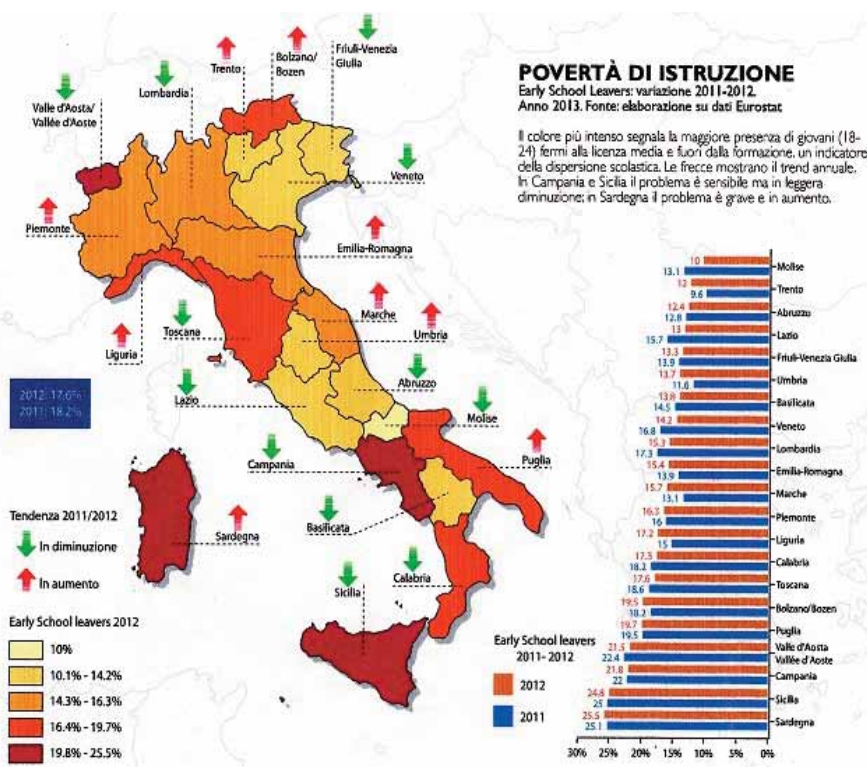 POVERTÀ DI ISTRUZIONE
Early School Leavers: variazione 2011-2012.
Anno 2013. Fonte: elaborazione su dati Eurostat
Il colore più intenso segnala la maggiore presenza di giovani (18-
24) fermi alla licenza media e fuori dalla formazione, un indicatore
della dispersione scolastica. Le frecce mostrano il trend annuale.
In Campania e Sicilia il problema è sensibile ma in leggera
diminuzione; in Sardegna il problema è grave e in aumento.
Valle d'Aosta/
Vallée d'Aoste
Lombardia
Trento
Bolzano/
Bozen
Friuli-Venezia
Giulia
Veneto
Piemonte
Emilia-Romagna
Marche
Umbria
Toscana
Liguria
Abruzzo
Lazio
Molise
Campania
Puglia
Basilicata
Sardegna
Calabria
Sicilia
2012: 17.6%
2011: 18.2%
Tendenza 2011/2012
In diminuzione
In aumento
Early School leavers 2012
10%
10.1% - 14.2%
14.3% - 16.3%
16.4% - 19.7%
19.8% - 25.5%
Early School leavers
2011- 2012
2012
2011
10
13.1
Molise
12
9.6
Trento
12.4
12.8
Abruzzu
13
15.7
Lazio
13.3
13.9
Friuli-Venezia Giulia
13.7
11.6
Umbria
13.8
14.5
Basilicata
14.2
16.8
Veneto
15.3
17.3
Lombardia
15.4
13.9
Emilia-Romagna
15.7
13.1
Marche
16.3
16
Piemonte
17.2
15
Liguria
17.3
18.2
Calabria
17.6
18.6
Toscana
19.5
18.2
Bolzano/Bozen
19.7
19.5
Puglia
21.5
22.4
Valle d'Aosta
Vallée d'Aoste
21.8
22
Campania
24.8
25
Sicilia
25.5
25.1
Sardegna
30% 25% 20% 15% 10% 5% 0%